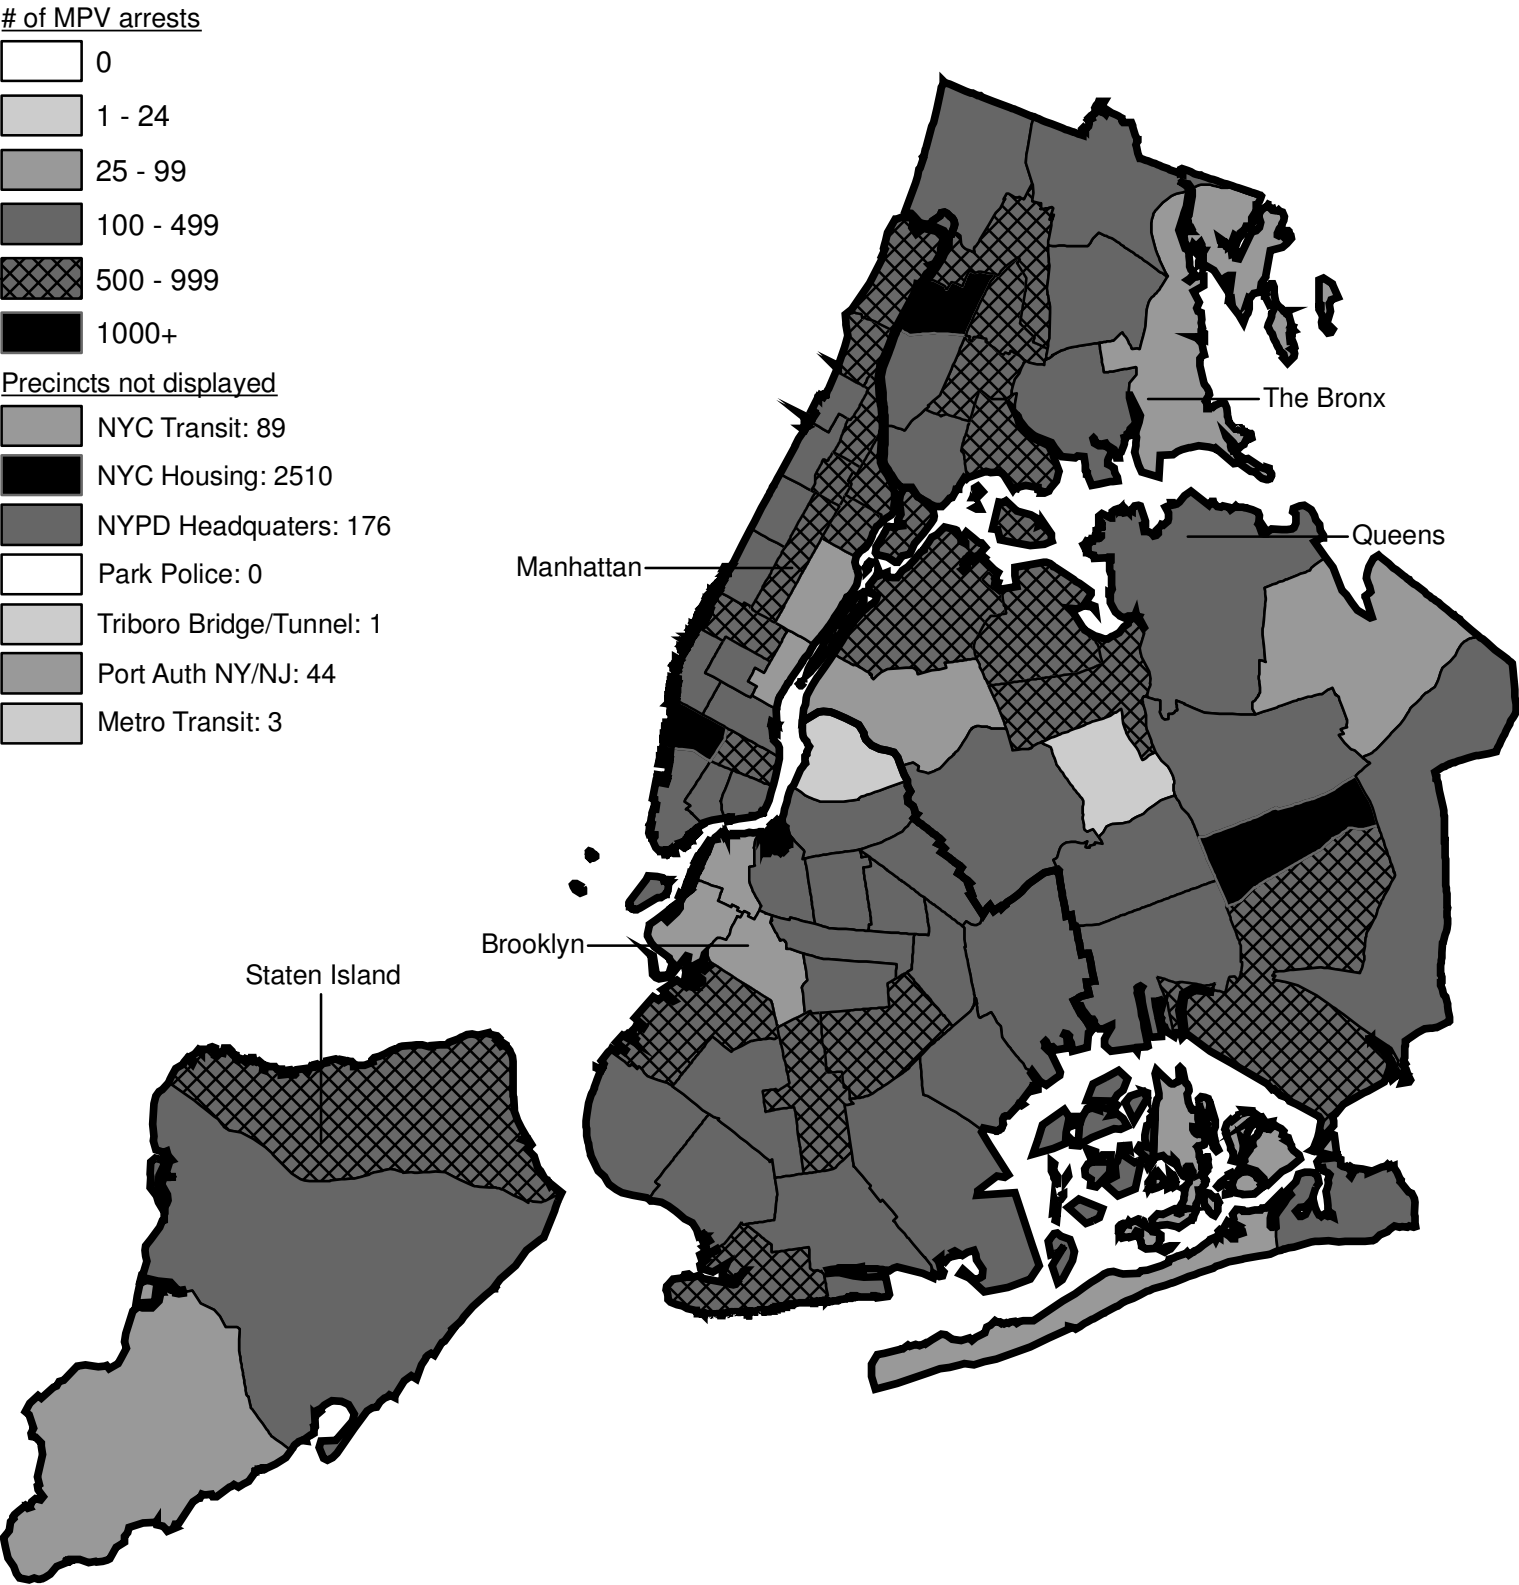 # of MPV arrests
0
1 - 24
25 - 99
100 - 499
500 - 999
1000+
Precincts not displayed
NYC Transit: 89
NYC Housing: 2510
NYPD Headquaters: 176
Park Police: 0
Triboro Bridge/Tunnel: 1
Port Auth NY/NJ: 44
Metro Transit: 3
The Bronx
Queens
Manhattan
Brooklyn
Staten Island